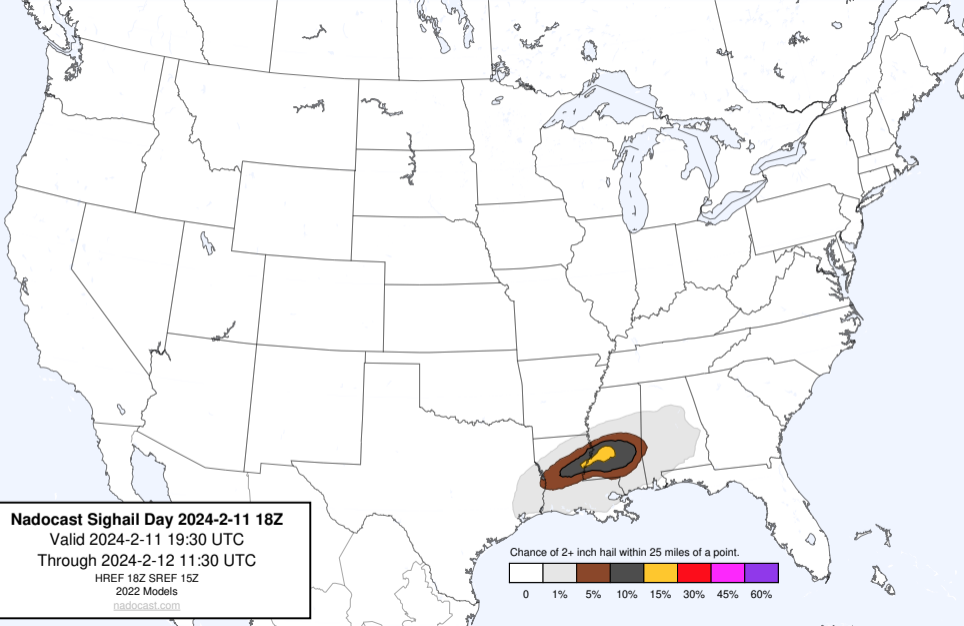 Nadocast Sighail Day 2024-2-11 18Z
Valid 2024-2-11 19:30 UTC
Through 2024-2-12 11:30 UTC
HREF 18Z SREF 15Z
2022 Models
nadocast.com
Chance of 2+ inch hail within 25 miles of a point.
0 1% 5% 10% 15% 30% 45% 60%